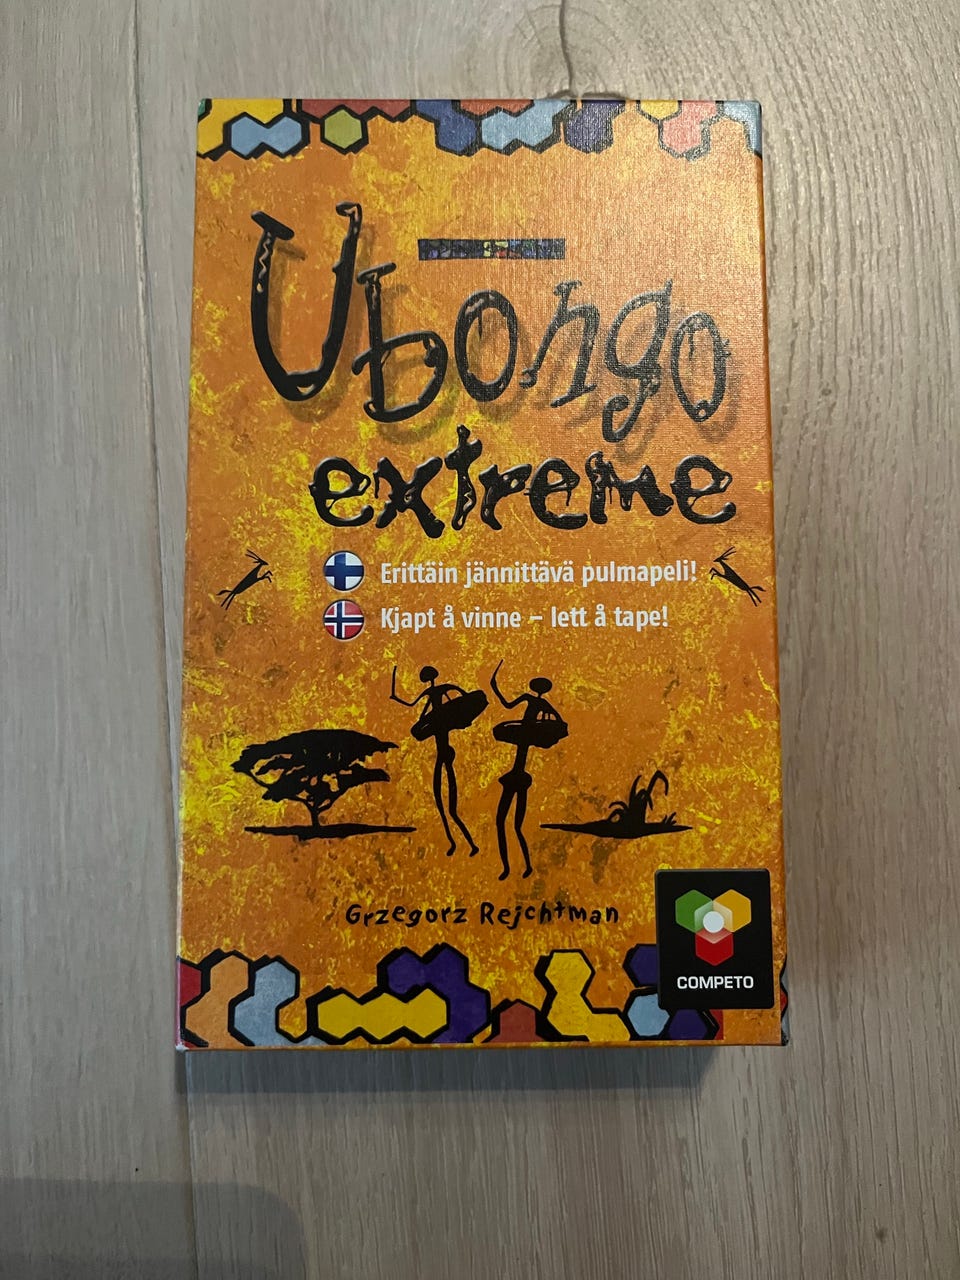 Ubongo
extreme
Erittäin jännittävä pulmapeli!
Kjapt å vinne – lett å tape!
Grzegorz Rejchtman
COMPETO